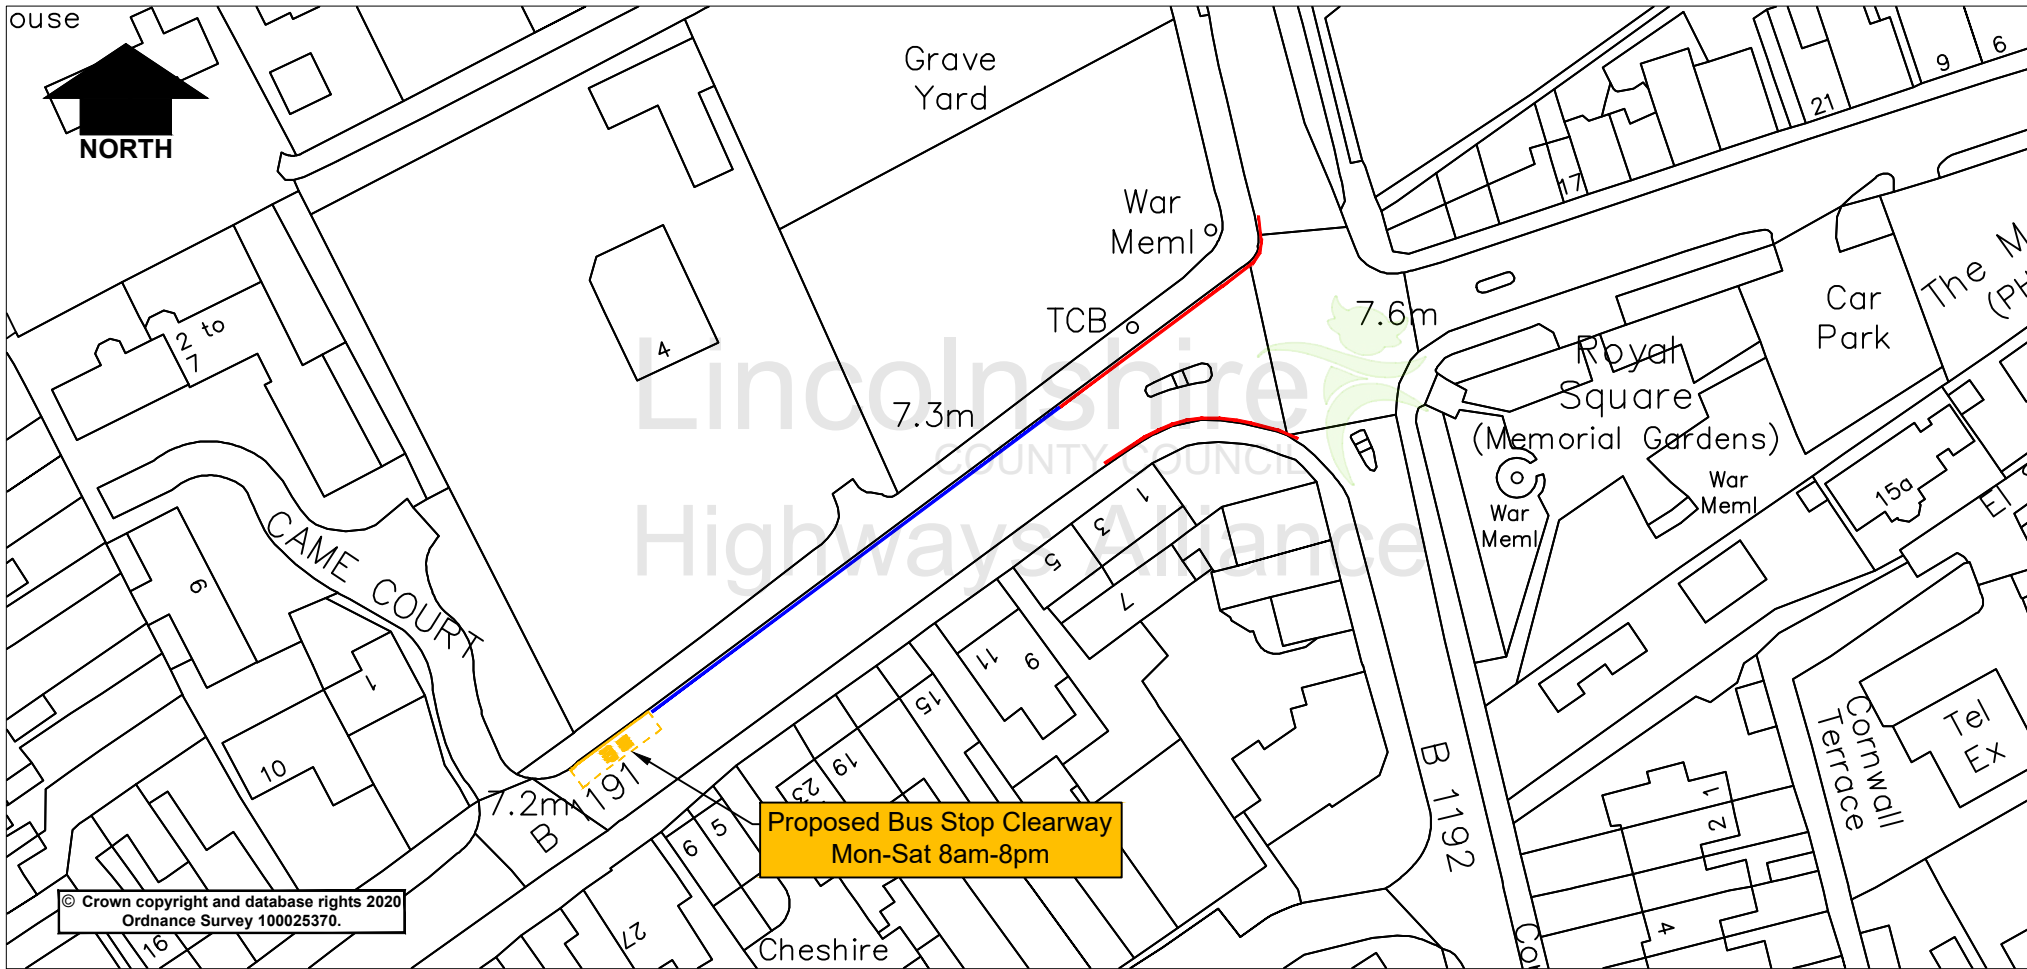 ouse
NORTH
Grave
Yard
War
Meml
TCB
7.6m
7.3m
Royal
Square
(Memorial Gardens)
War
Meml
War
Meml
Car
Park
The M
(PH
9
6
21
17
15a
El
2 to
7
4
CAME COURT
9
1
10
16
Lincolnshire
COUNTY COUNCIL
Highways Alliance
1
3
5
7
9
11
15
19
23
5
6
27
7.2m
B 1191
B 1192
Proposed Bus Stop Clearway
Mon-Sat 8am-8pm
Cheshire
Cornwall
Terrace
Tel
Ex
1
2
4
Cor
© Crown copyright and database rights 2020
Ordnance Survey 100025370.